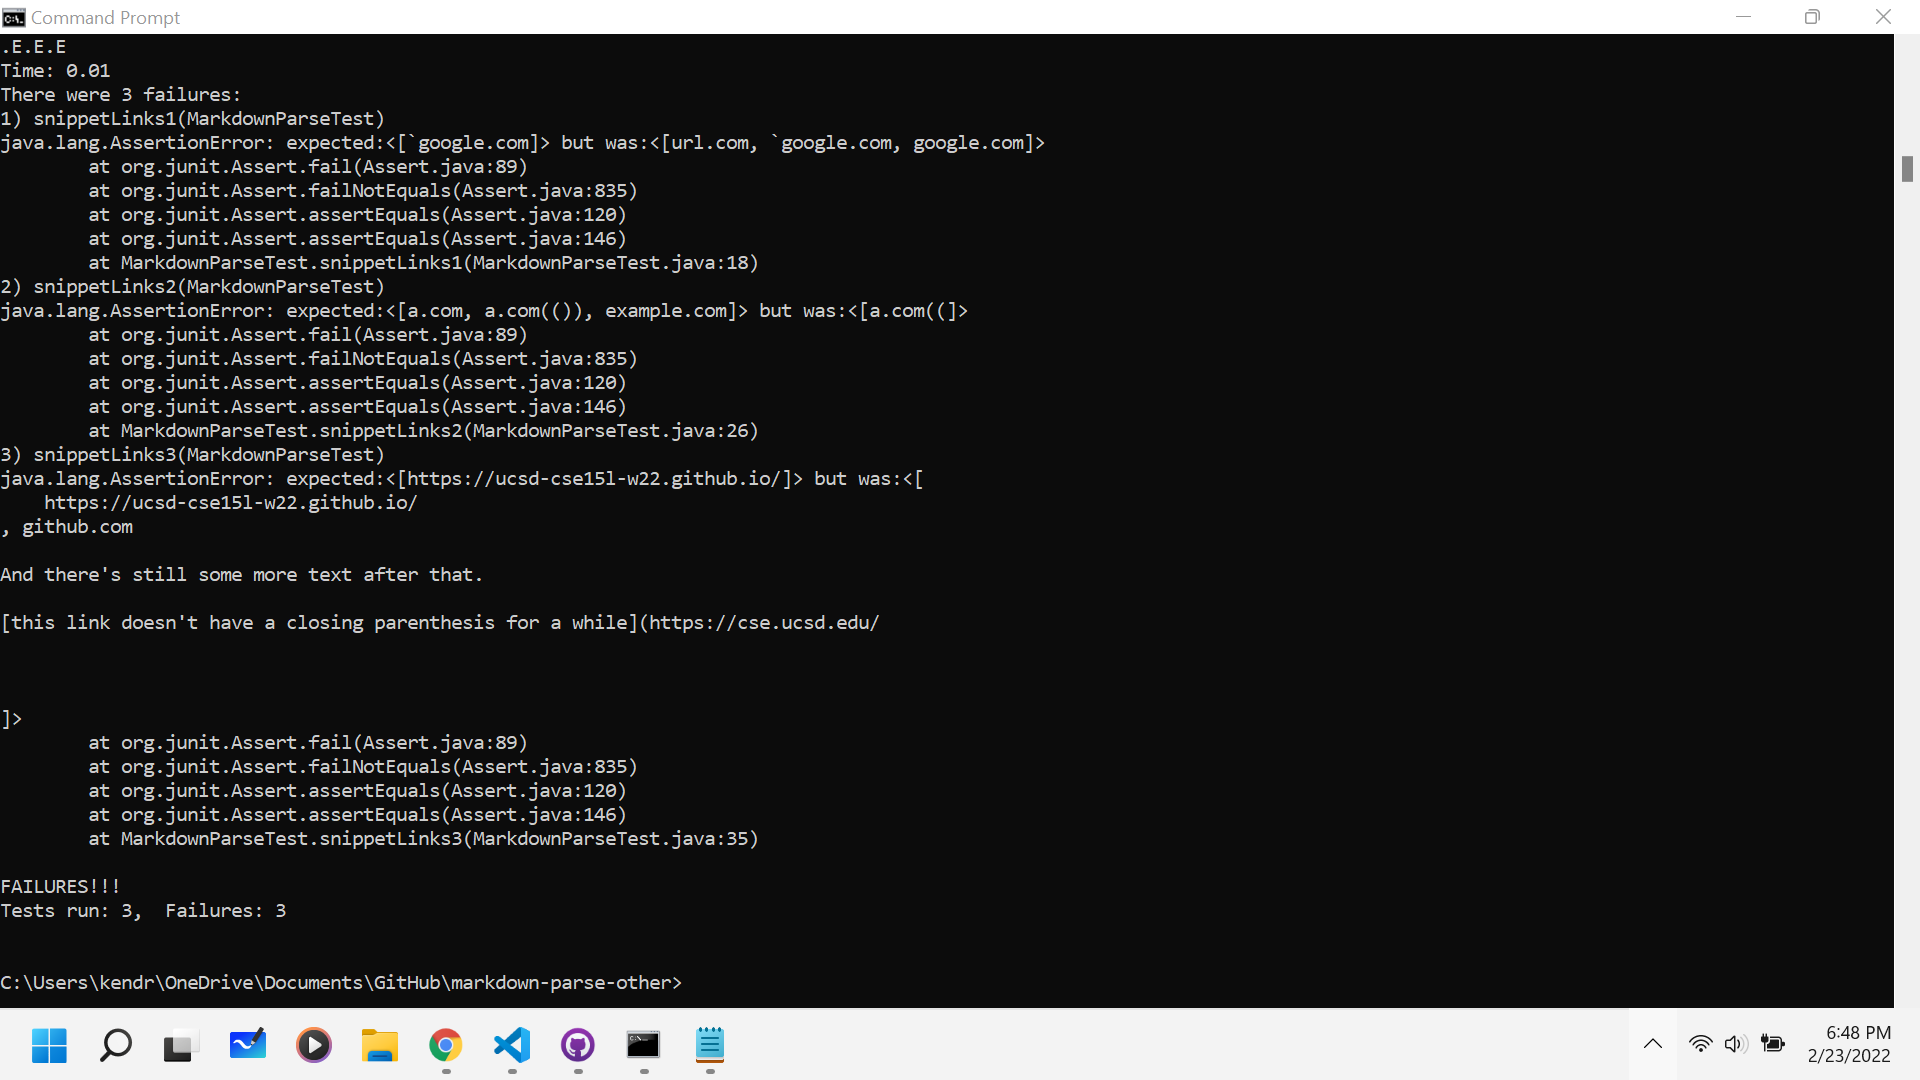 Command Prompt
.E.E.E
Time: 0.01
There were 3 failures:
1) snippetLinks1(MarkdownParseTest)
java.lang.AssertionError: expected:<[`google.com]> but was:<[url.com, `google.com, google.com]>
        at org.junit.Assert.fail(Assert.java:89)
        at org.junit.Assert.failNotEquals(Assert.java:835)
        at org.junit.Assert.assertEquals(Assert.java:120)
        at org.junit.Assert.assertEquals(Assert.java:146)
        at MarkdownParseTest.snippetLinks1(MarkdownParseTest.java:18)
2) snippetLinks2(MarkdownParseTest)
java.lang.AssertionError: expected:<[a.com, a.com(()), example.com]> but was:<[a.com((]>
        at org.junit.Assert.fail(Assert.java:89)
        at org.junit.Assert.failNotEquals(Assert.java:835)
        at org.junit.Assert.assertEquals(Assert.java:120)
        at org.junit.Assert.assertEquals(Assert.java:146)
        at MarkdownParseTest.snippetLinks2(MarkdownParseTest.java:26)
3) snippetLinks3(MarkdownParseTest)
java.lang.AssertionError: expected:<[https://ucsd-cse15l-w22.github.io/]> but was:<[
    https://ucsd-cse15l-w22.github.io/
, github.com
And there's still some more text after that.
[this link doesn't have a closing parenthesis for a while](https://cse.ucsd.edu/
]>
        at org.junit.Assert.fail(Assert.java:89)
        at org.junit.Assert.failNotEquals(Assert.java:835)
        at org.junit.Assert.assertEquals(Assert.java:120)
        at org.junit.Assert.assertEquals(Assert.java:146)
        at MarkdownParseTest.snippetLinks3(MarkdownParseTest.java:35)
FAILURES!!!
Tests run: 3,  Failures: 3
C:\Users\kendr\OneDrive\Documents\GitHub\markdown-parse-other>
6:48 PM
2/23/2022